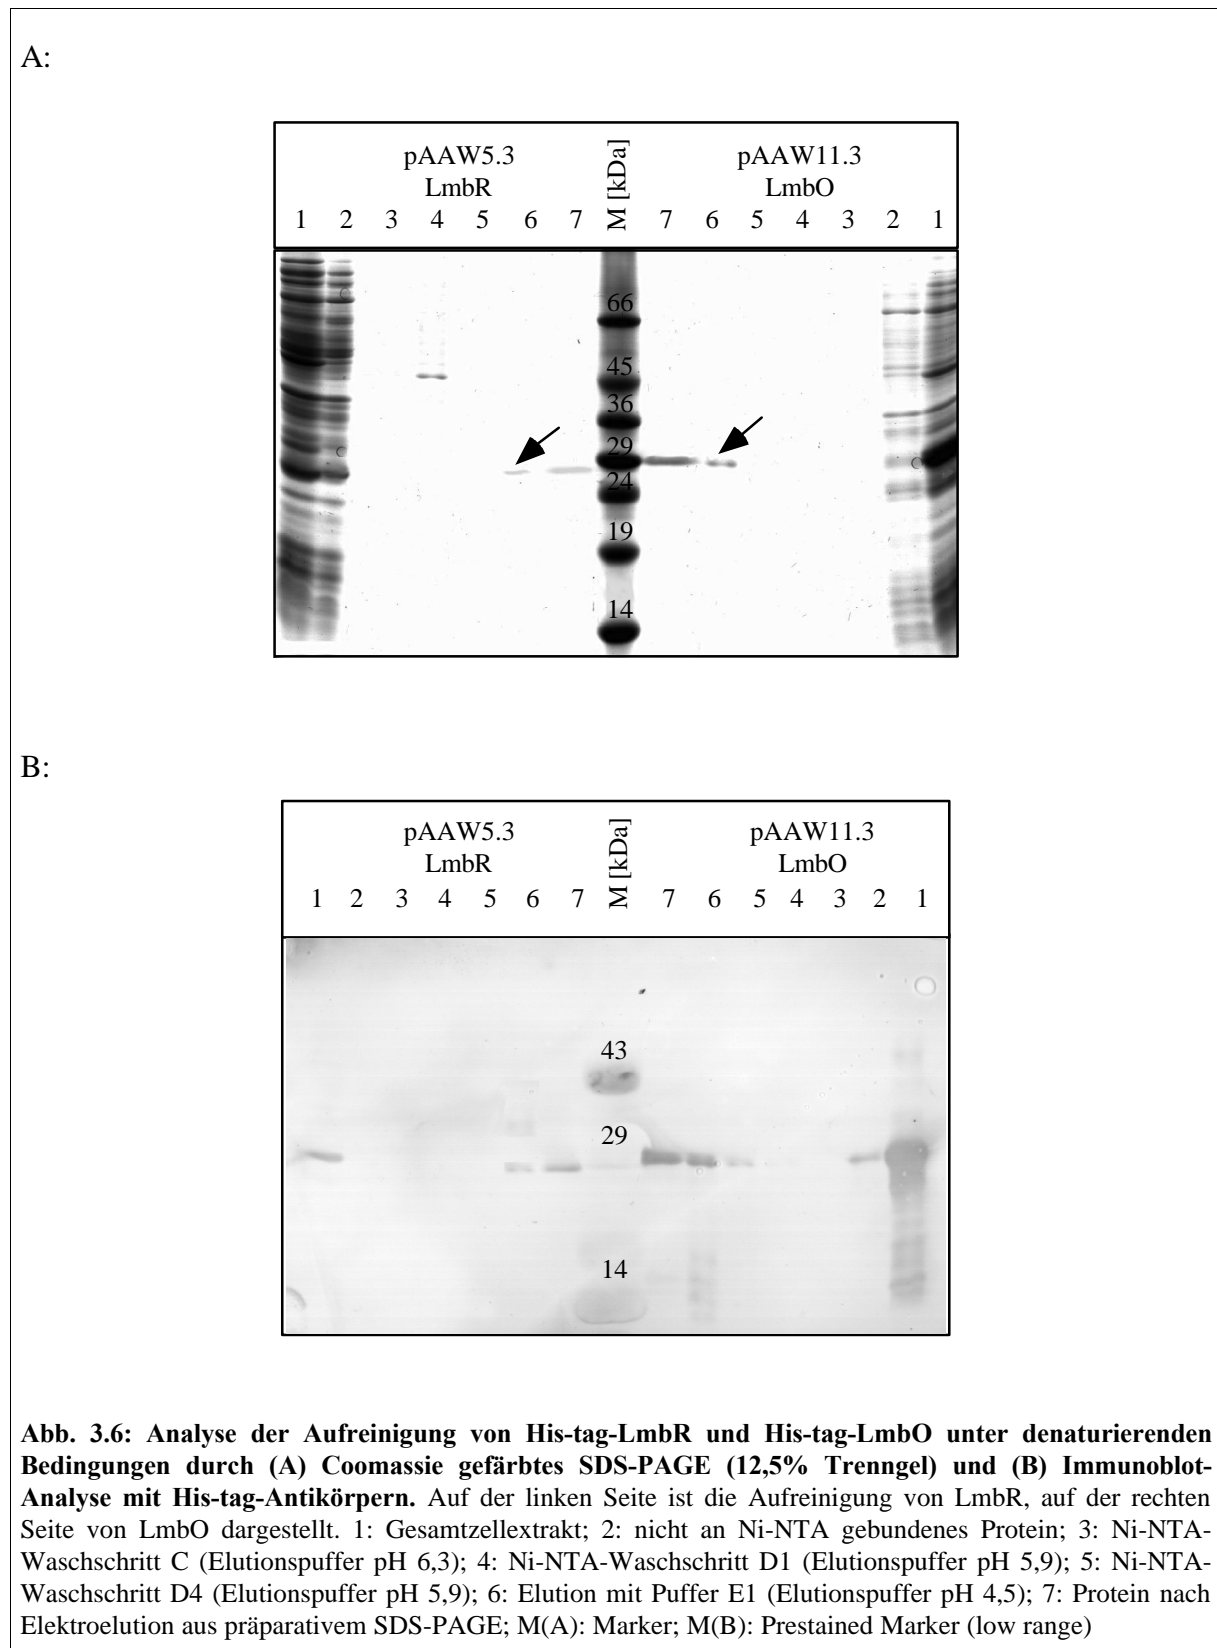 A:
pAAW5.3
LmbR
M [kDa]
pAAW11.3
LmbO
1 2 3 4 5 6 7 7 6 5 4 3 2 1
66
45
36
29
24
19
14
B:
pAAW5.3
LmbR
M [kDa]
pAAW11.3
LmbO
1 2 3 4 5 6 7 7 6 5 4 3 2 1
43
29
14
Abb. 3.6: Analyse der Aufreinigung von His-tag-LmbR und His-tag-LmbO unter denaturierenden
Bedingungen durch (A) Coomassie gefärbtes SDS-PAGE (12,5% Trenngel) und (B) Immunoblot-
Analyse mit His-tag-Antikörpern. Auf der linken Seite ist die Aufreinigung von LmbR, auf der rechten
Seite von LmbO dargestellt. 1: Gesamtzellextrakt; 2: nicht an Ni-NTA gebundenes Protein; 3: Ni-NTA-
Waschschritt C (Elutionspuffer pH 6,3); 4: Ni-NTA-Waschschritt D1 (Elutionspuffer pH 5,9); 5: Ni-NTA-
Waschschritt D4 (Elutionspuffer pH 5,9); 6: Elution mit Puffer E1 (Elutionspuffer pH 4,5); 7: Protein nach
Elektroelution aus präparativem SDS-PAGE; M(A): Marker; M(B): Prestained Marker (low range)